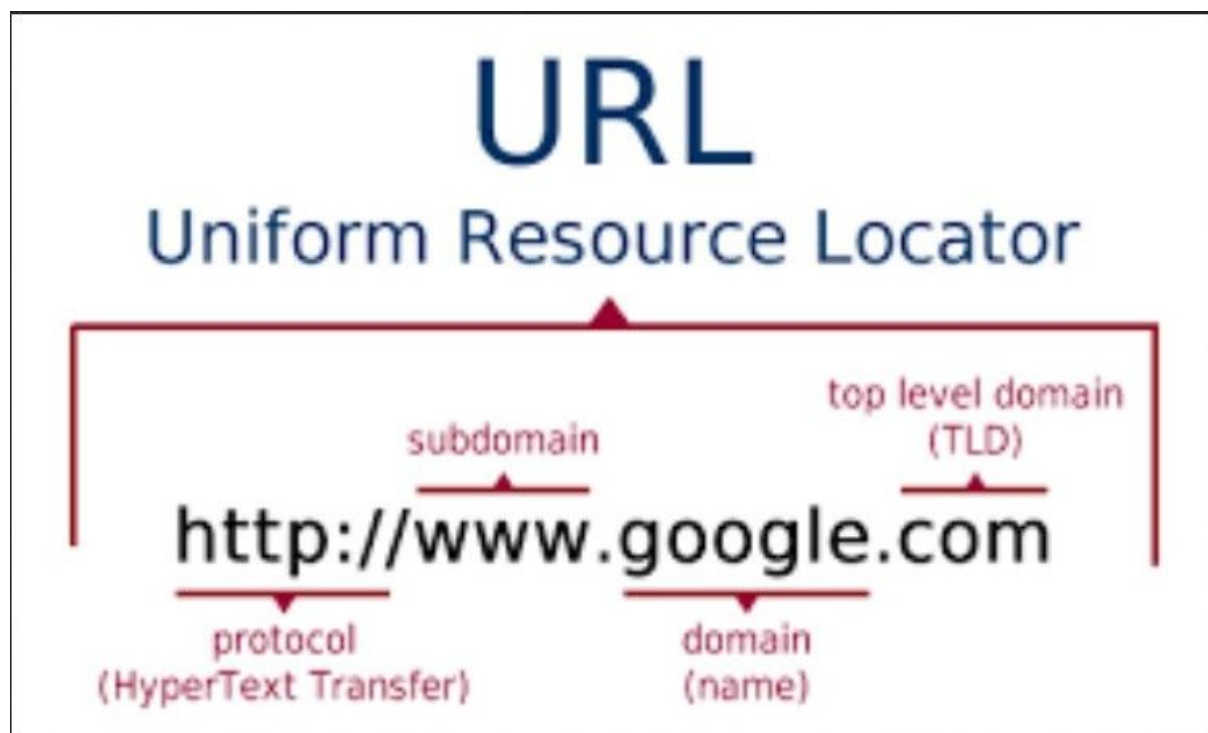 URL
Uniform Resource Locator
top level domain
(TLD)
subdomain
http://www.google.com
protocol
(HyperText Transfer)
domain
(name)